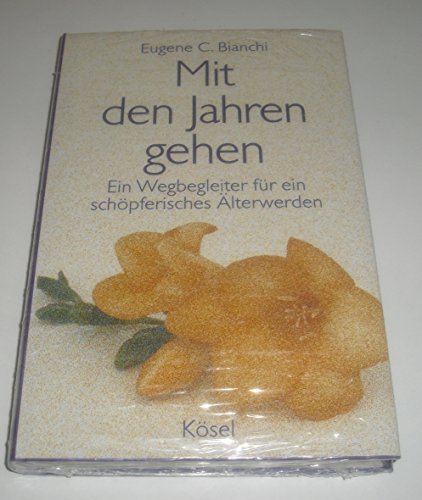 Eugene C. Bianchi
Mit
den Jahren
gehen
Ein Wegbegleiter für ein
schöpferisches Älterwerden
Kösel